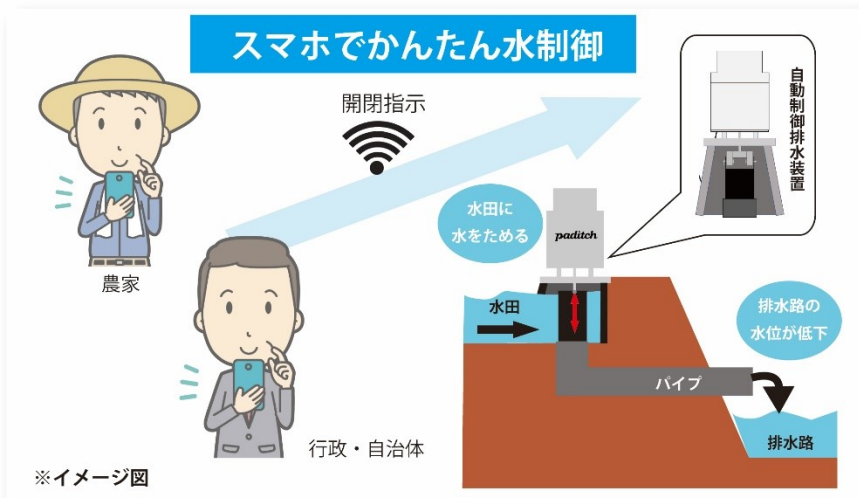 スマホでかんたん水制御
開閉指示
自動制御排水装置
水田に
水をためる
paditch
農家
水田
排水路の
水位が低下
パイプ
排水路
行政・自治体
※イメージ図